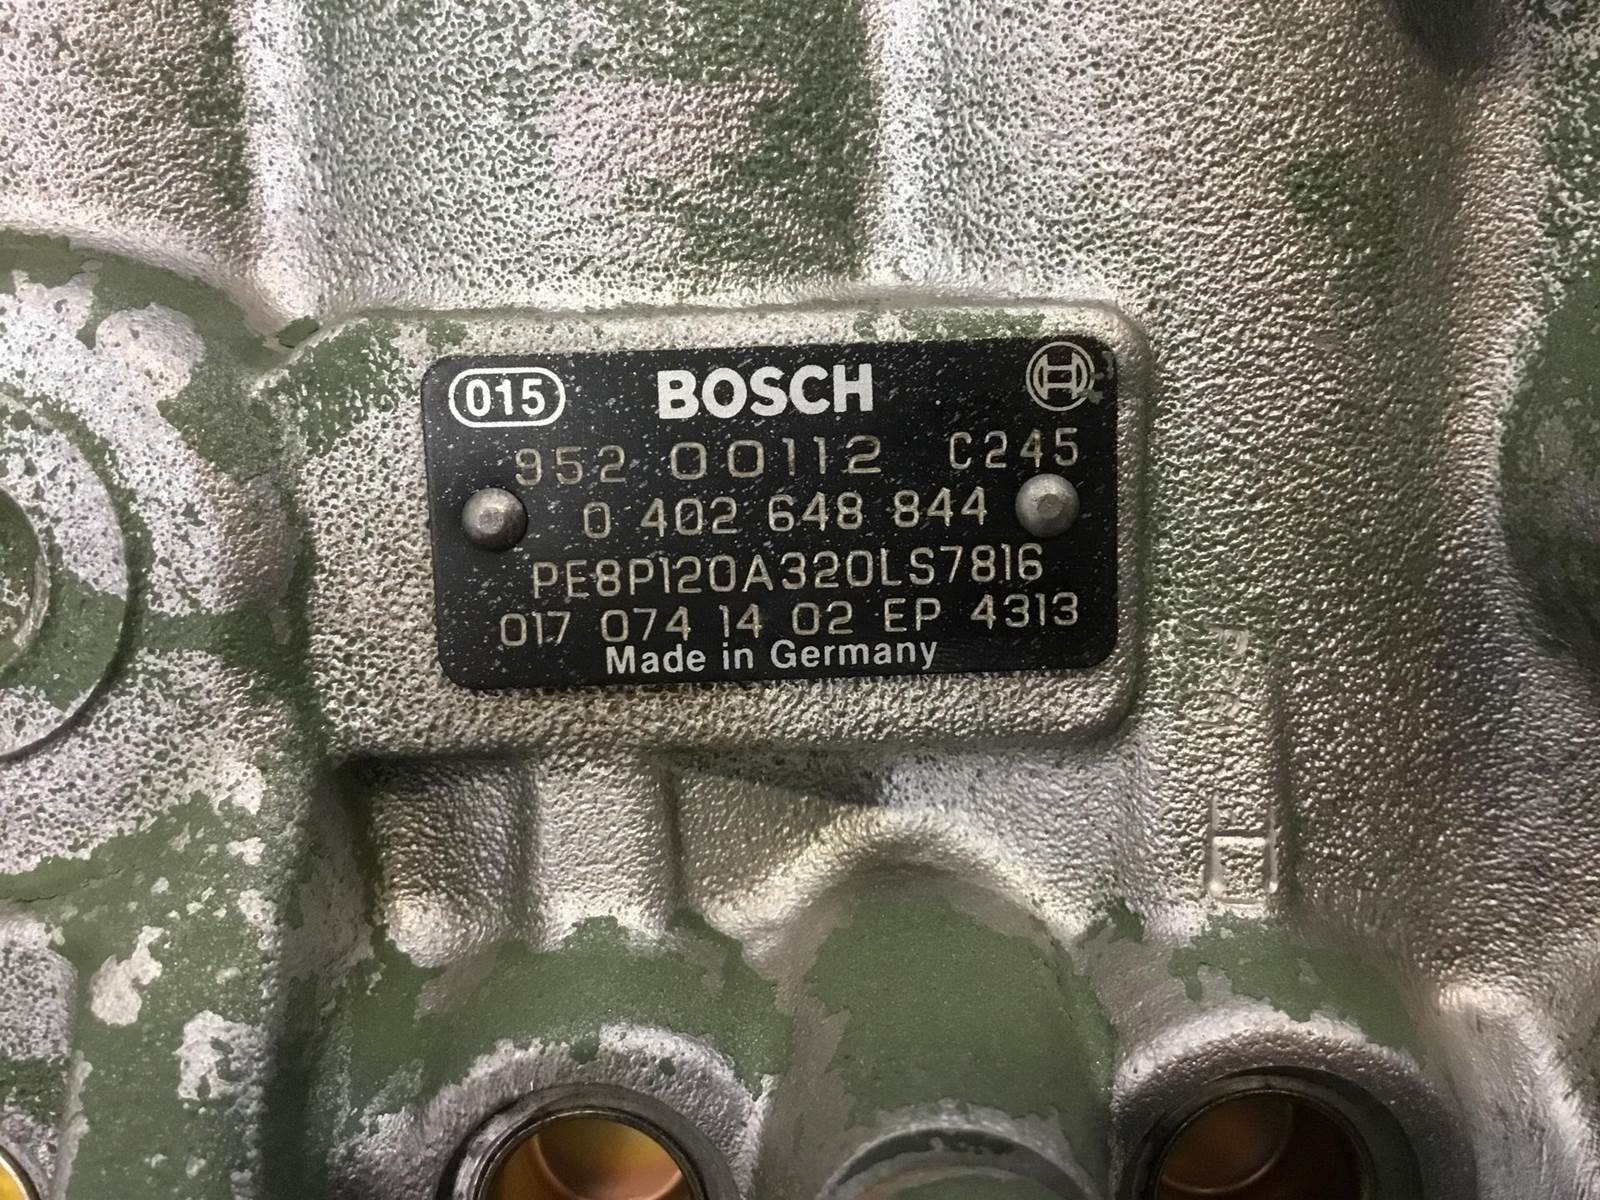 015 BOSCH
952 00112 C245
0 402 648 844
PE8P120A320LS7816
017 074 14 02 EP 4313
Made in Germany